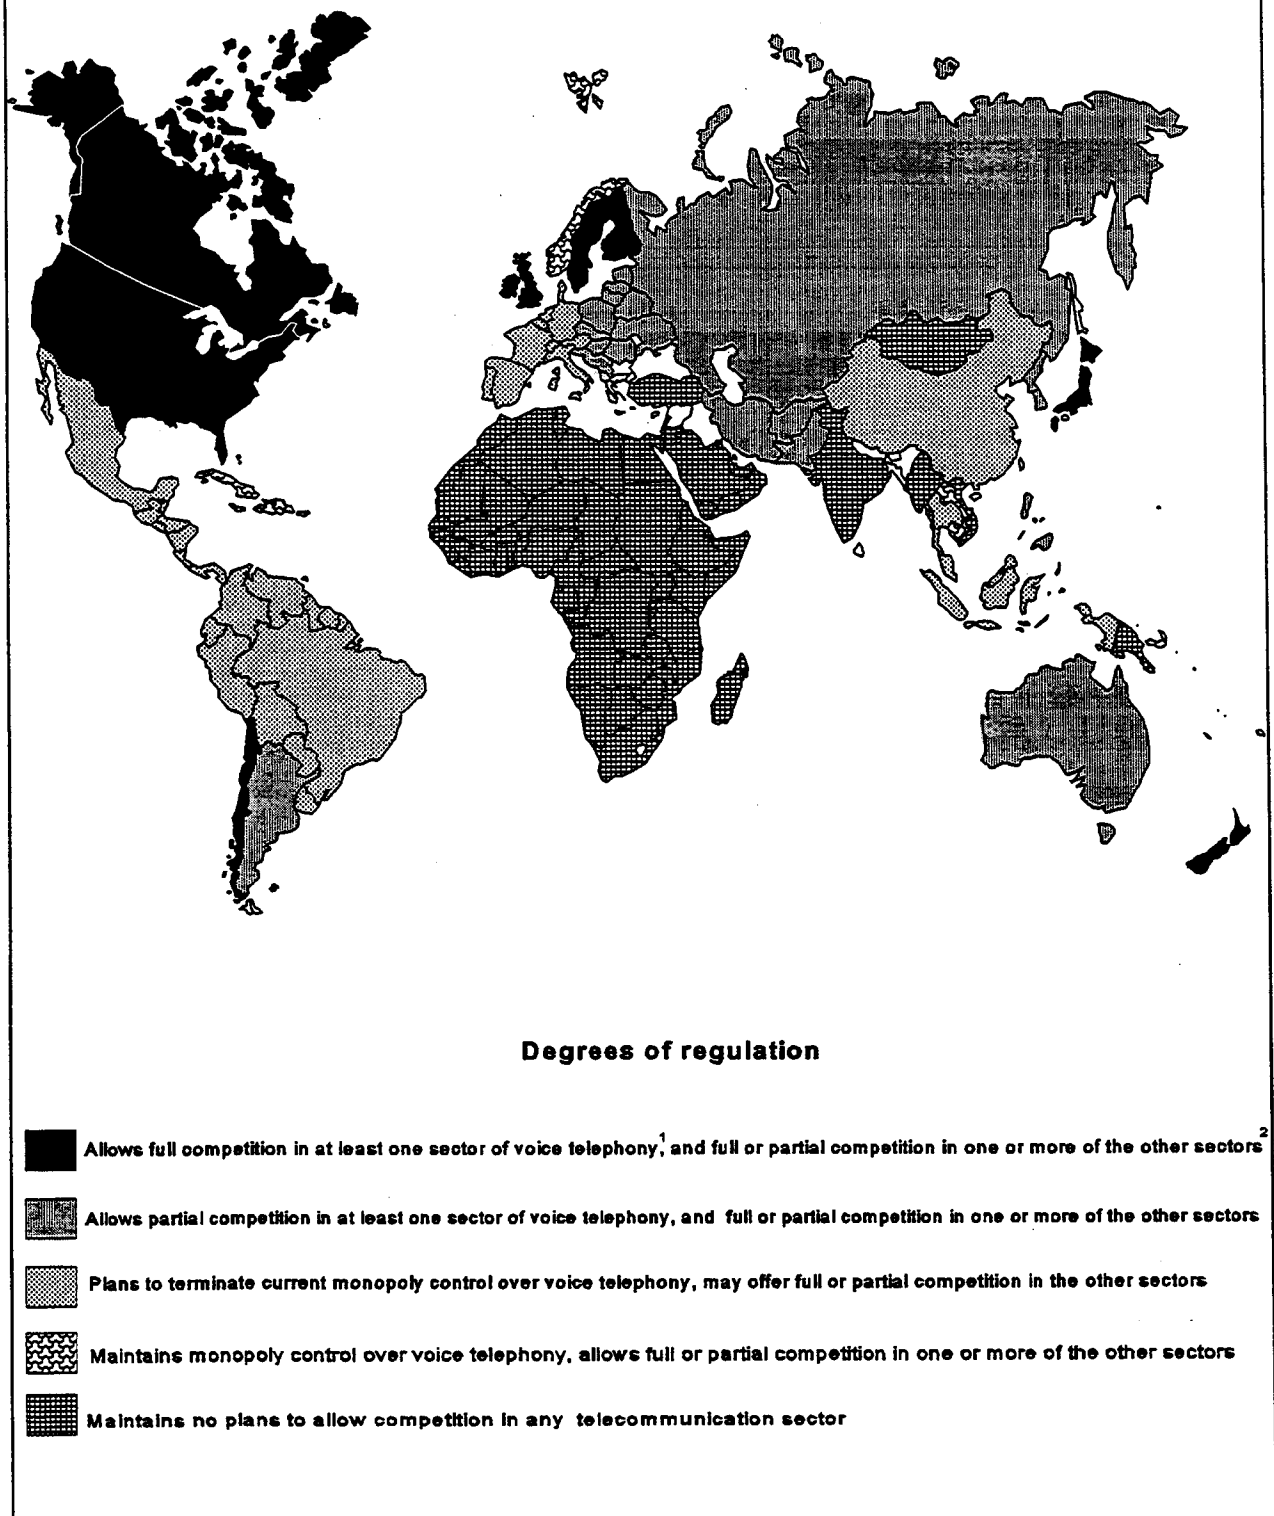 Degrees of regulation
Allows full competition in at least one sector of voice telephony,¹ and full or partial competition in one or more of the other sectors²
Allows partial competition in at least one sector of voice telephony, and full or partial competition in one or more of the other sectors
Plans to terminate current monopoly control over voice telephony, may offer full or partial competition in the other sectors
Maintains monopoly control over voice telephony, allows full or partial competition in one or more of the other sectors
Maintains no plans to allow competition in any telecommunication sector